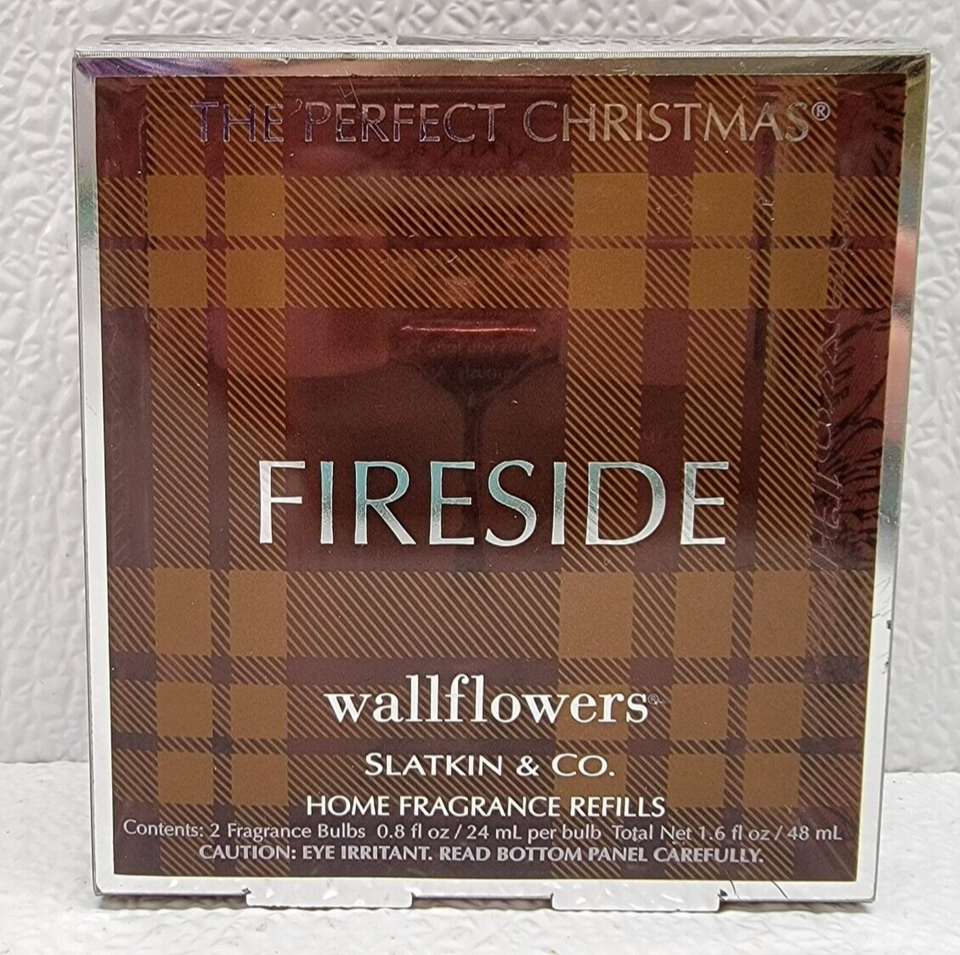 THE PERFECT CHRISTMAS®
FIRESIDE
wallflowers®
SLATKIN & CO.
HOME FRAGRANCE REFILLS
Contents: 2 Fragrance Bulbs 0.8 fl oz / 24 mL per bulb Total Net 1.6 fl oz / 48 mL
CAUTION: EYE IRRITANT. READ BOTTOM PANEL CAREFULLY.